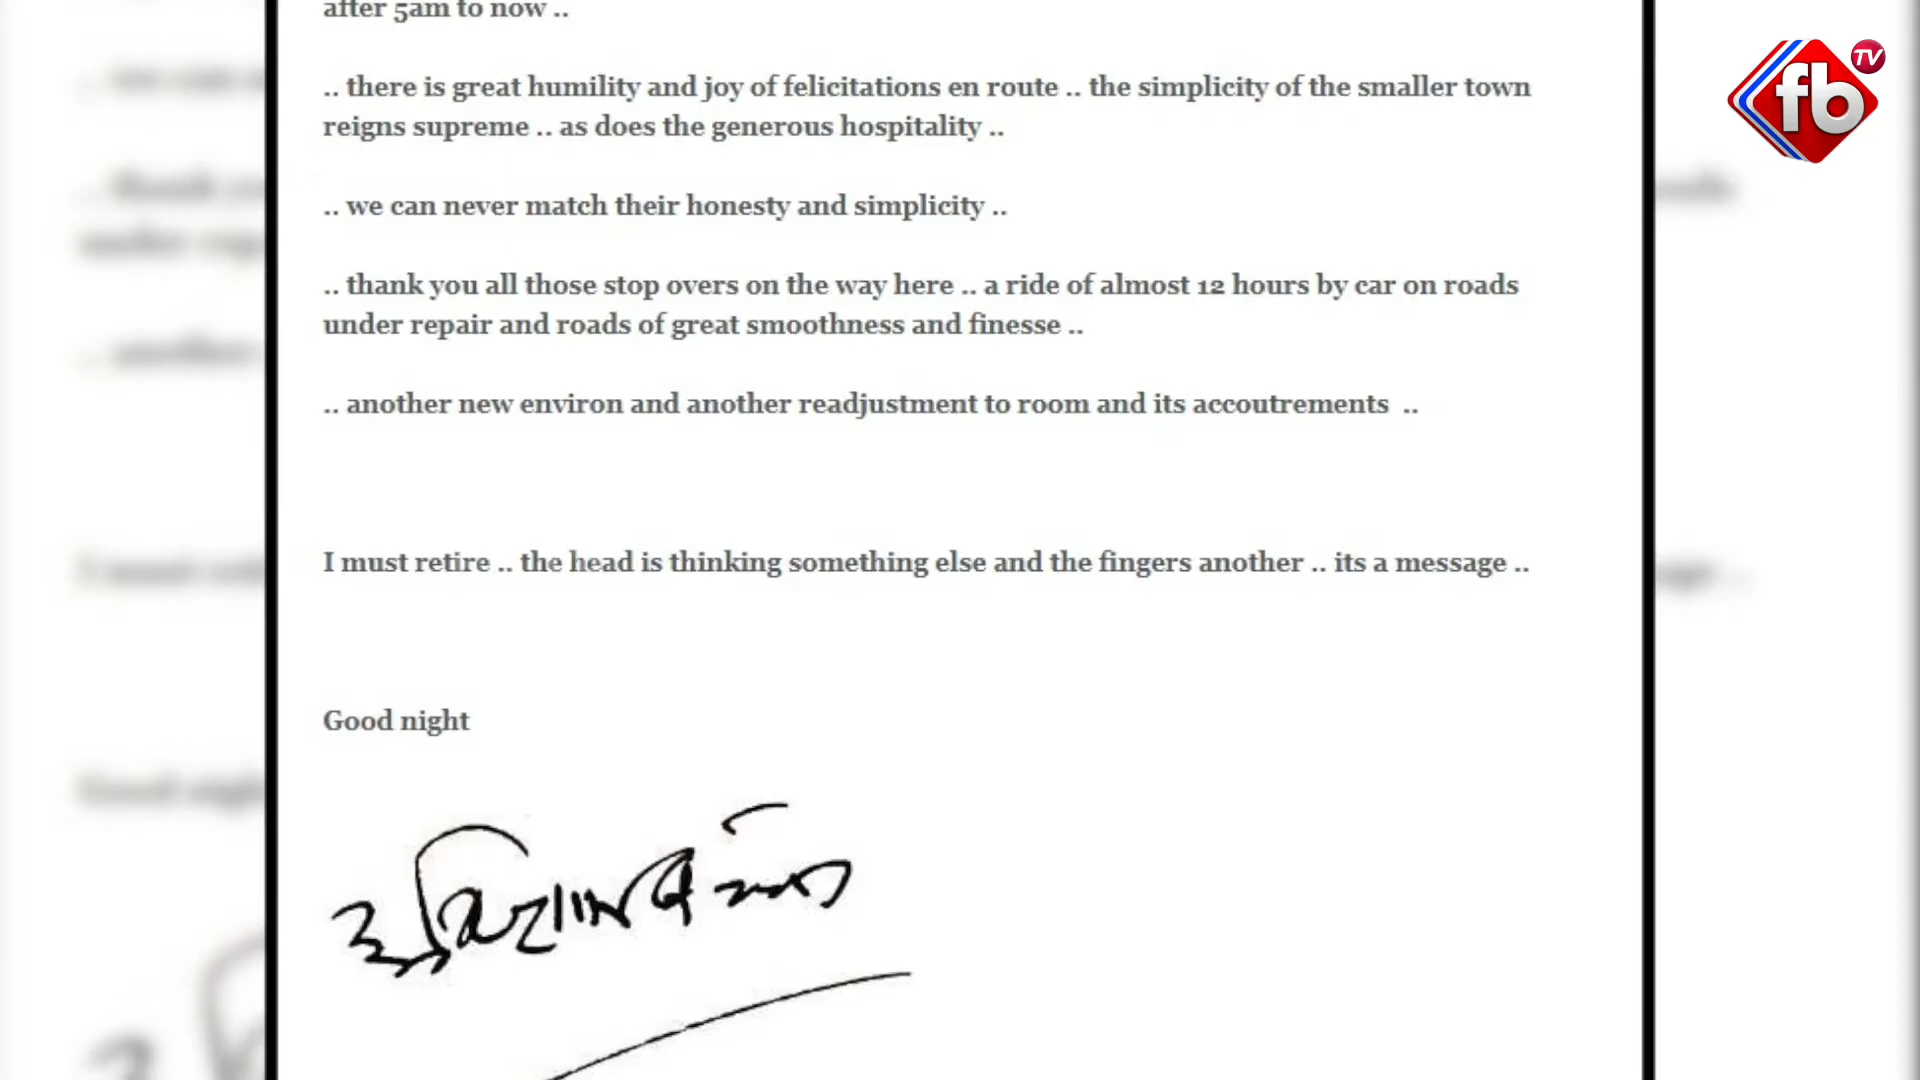 after 5am to now ..
.. there is great humility and joy of felicitations en route .. the simplicity of the smaller town
reigns supreme .. as does the generous hospitality ..
.. we can never match their honesty and simplicity ..
.. thank you all those stop overs on the way here .. a ride of almost 12 hours by car on roads
under repair and roads of great smoothness and finesse ..
.. another new environ and another readjustment to room and its accoutrements ..
I must retire .. the head is thinking something else and the fingers another .. its a message ..
Good night
fb TV